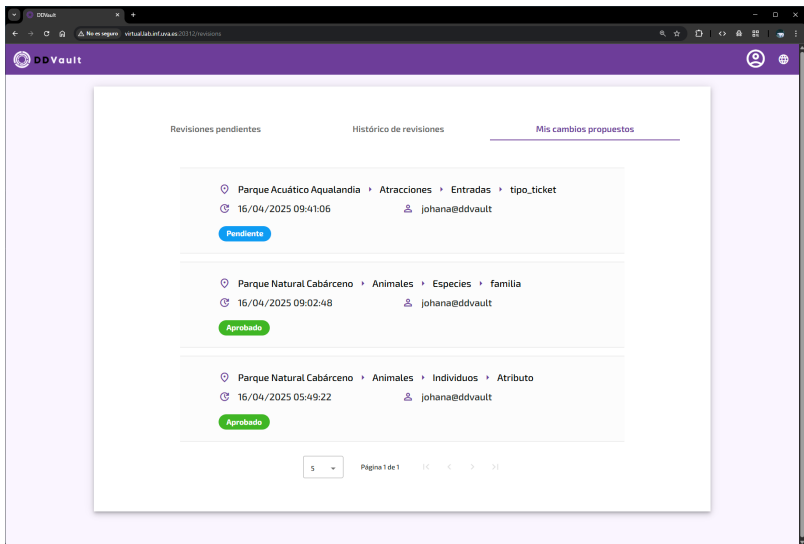 DDVault
No es seguro virtual.lab.inf.uva.es:20312/revisions
DDVault
Revisiones pendientes Histórico de revisiones Mis cambios propuestos
Parque Acuático Aqualandia Atracciones Entradas tipo_ticket
16/04/2025 09:41:06 johana@ddvault
Pendiente
Parque Natural Cabárceno Animales Especies familia
16/04/2025 09:02:48 johana@ddvault
Aprobado
Parque Natural Cabárceno Animales Individuos Atributo
16/04/2025 05:49:22 johana@ddvault
Aprobado
5 Página 1 de 1